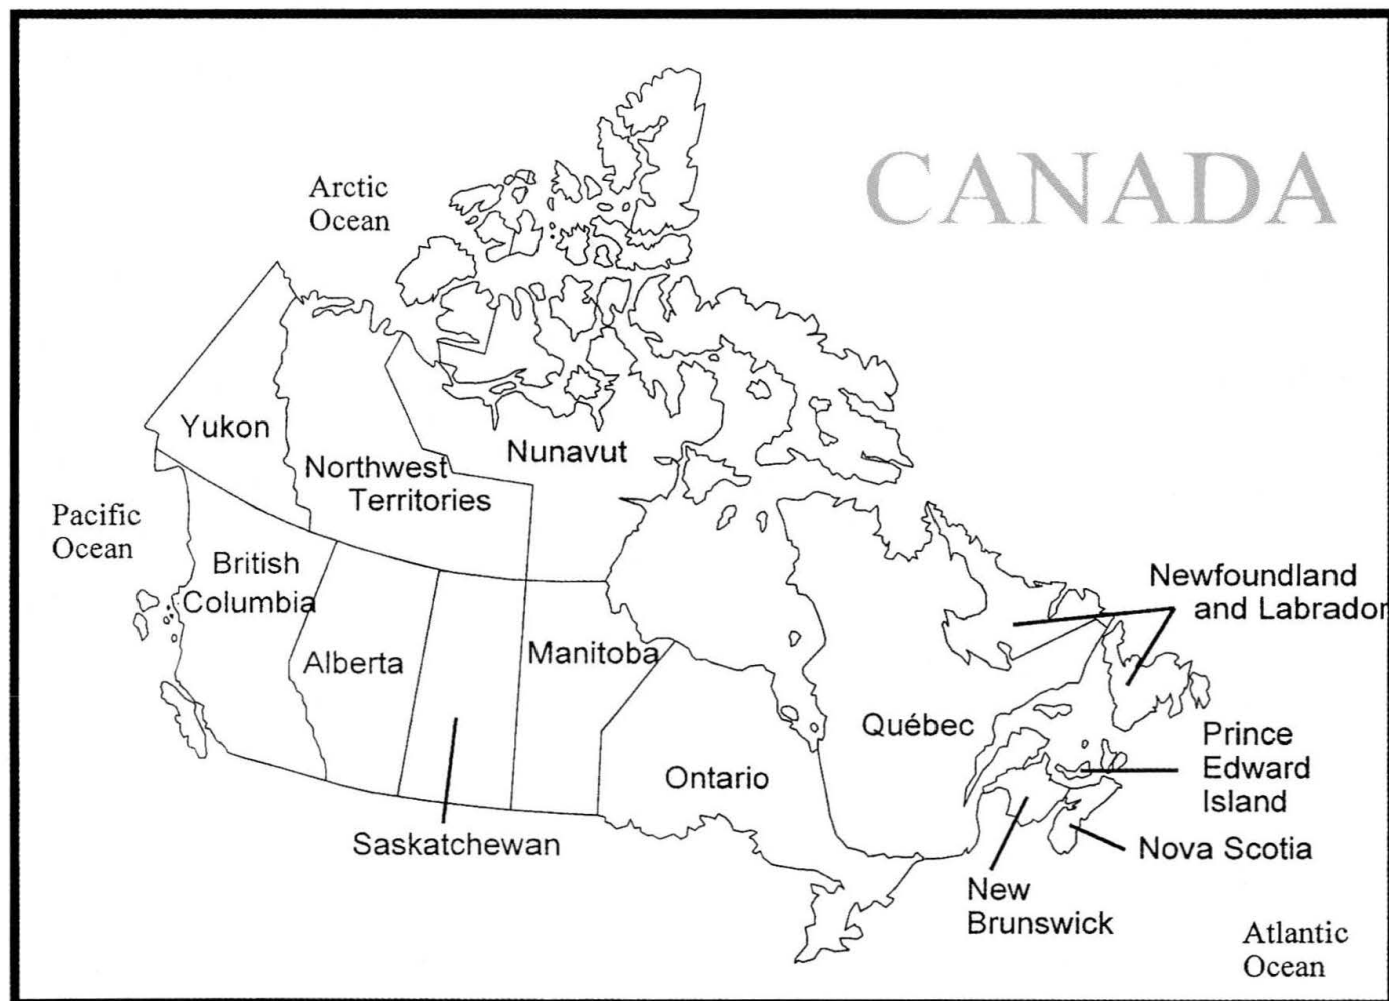 CANADA
Arctic
Ocean
Yukon
Northwest
Territories
Nunavut
Pacific
Ocean
British
Columbia
Alberta
Manitoba
Newfoundland
and Labrador
Québec
Ontario
Saskatchewan
Prince
Edward
Island
Nova Scotia
New
Brunswick
Atlantic
Ocean